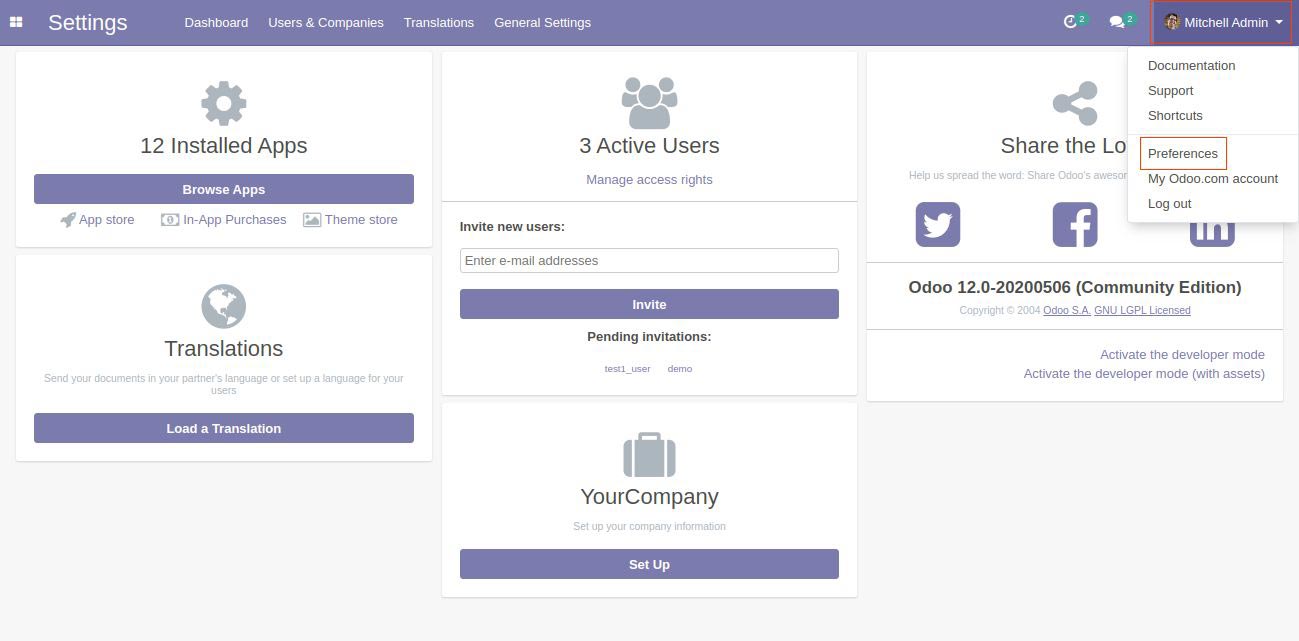 Settings
Dashboard
Users & Companies
Translations
General Settings
2
2
Mitchell Admin
Documentation
Support
Shortcuts
Preferences
My Odoo.com account
Log out
12 Installed Apps
Browse Apps
App store
In-App Purchases
Theme store
Translations
Send your documents in your partner's language or set up a language for your
users
Load a Translation
3 Active Users
Manage access rights
Invite new users:
Enter e-mail addresses
Invite
Pending invitations:
test1_user demo
YourCompany
Set up your company information
Set Up
Share the Lo
Help us spread the word: Share Odoo's awesor
Odoo 12.0-20200506 (Community Edition)
Copyright © 2004 Odoo S.A. GNU LGPL Licensed
Activate the developer mode
Activate the developer mode (with assets)